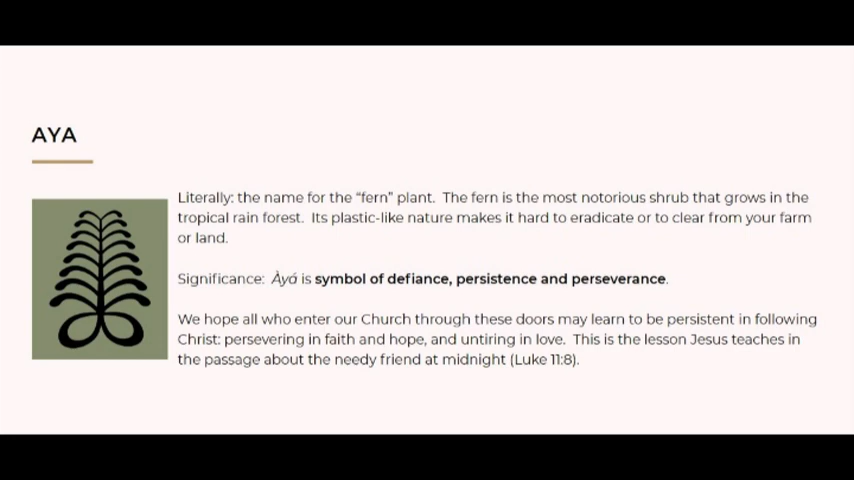 AYA
Literally: the name for the “fern” plant. The fern is the most notorious shrub that grows in the
tropical rain forest. Its plastic-like nature makes it hard to eradicate or to clear from your farm
or land.
Significance: Àyá is symbol of defiance, persistence and perseverance.
We hope all who enter our Church through these doors may learn to be persistent in following
Christ: persevering in faith and hope, and untiring in love. This is the lesson Jesus teaches in
the passage about the needy friend at midnight (Luke 11:8).